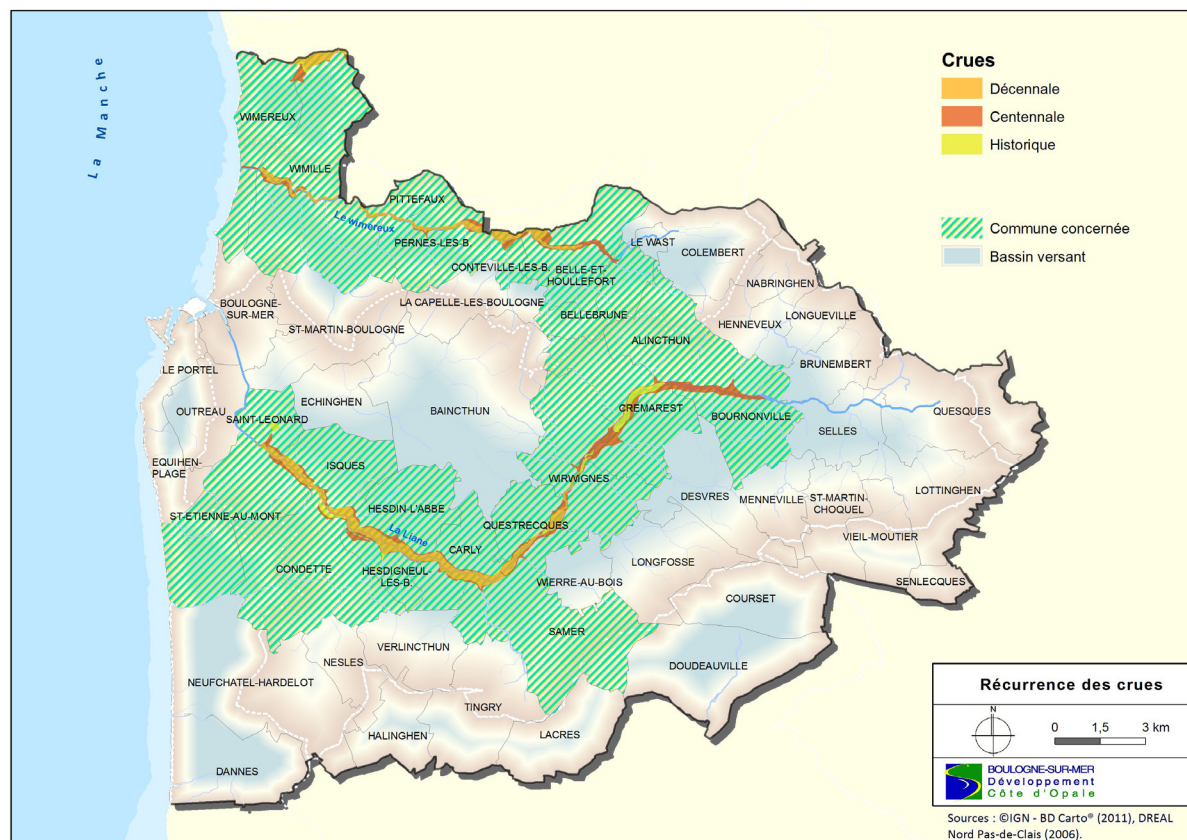 La Manche
Crues
Décennale
Centennale
Historique
Commune concernée
Bassin versant
WIMEREUX
WIMILLE
PITTEFAUX
Le wimereux
PERNES-LES-B.
CONTEVILLE-LES-B.
BELLE-ET-
HOULLEFORT
LE WAST
COLEMBERT
NABRINGHEN
BOULOGNE-
SUR-MER
ST-MARTIN-BOULOGNE
LA CAPELLE-LES-BOULOGNE
BELLEBRUNE
HENNEVEUX
LONGUEVILLE
ALINCTHUN
BRUNEMBERT
LE PORTEL
OUTREAU
SAINT-LEONARD
ECHINGHEN
BAINCTHUN
CREMAREST
BOURNONVILLE
QUESQUES
SELLES
EQUIHEN-
PLAGE
ISQUES
WIRWIGNES
DESVRES
MENNEVILLE
ST-MARTIN-
CHOQUEL
LOTTINGHEN
ST-ETIENNE-AU-MONT
HESDIN-L'ABBE
QUESTRECQUES
La Liane
CARLY
VIEIL-MOUTIER
CONDETTE
HESDIGNEUL-
LES-B.
WIERRE-AU-BOIS
LONGFOSSE
SENLECQUES
COURSET
SAMER
VERLINCTHUN
NESLES
DOUDEAUVILLE
NEUFCHATEL-HARDELOT
TINGRY
HALINGHEN
LACRES
DANNES
Récurrence des crues
N
0 1,5 3 km
BOULOGNE-SUR-MER
Développement
Côte d'Opale
Sources : ©IGN - BD Carto® (2011), DREAL
Nord Pas-de-Clais (2006).